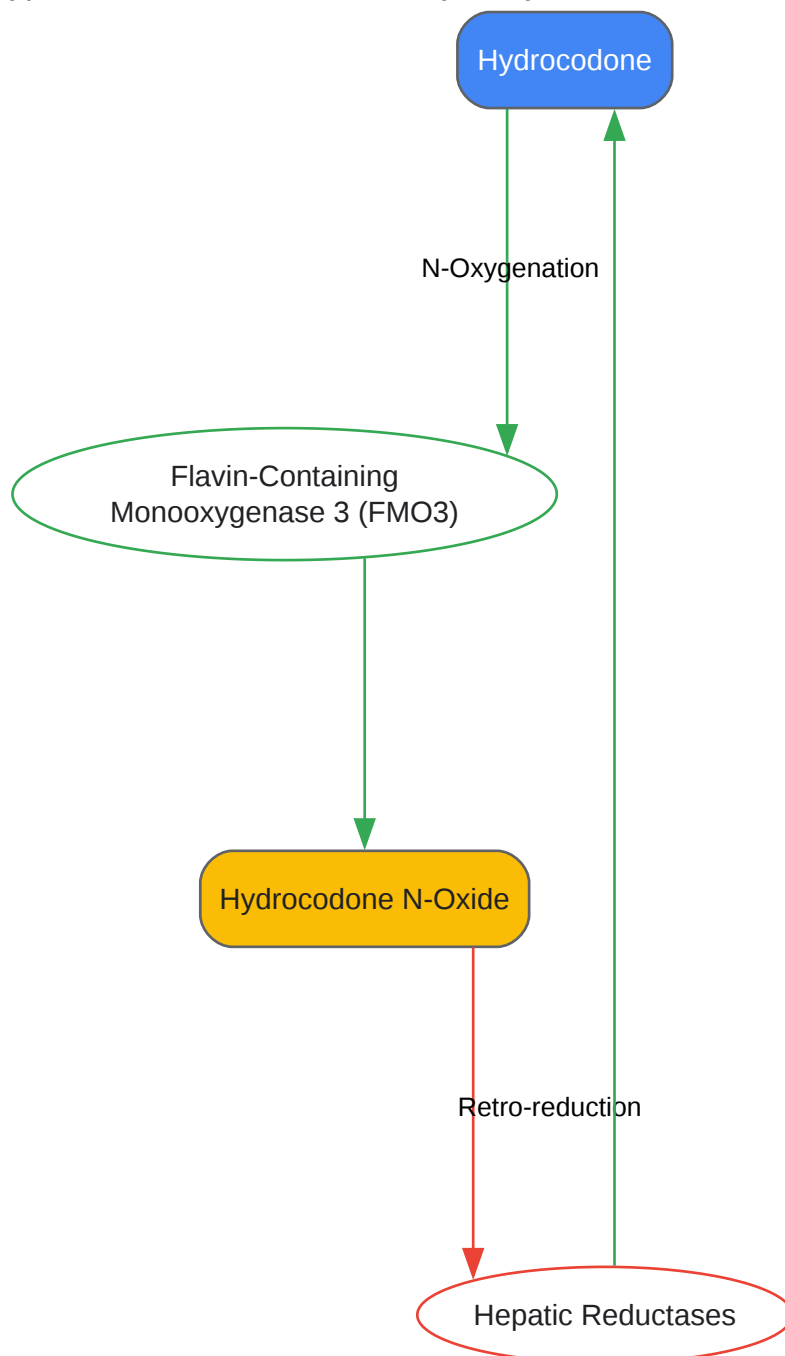 Hydrocodone
N-Oxygenation
Flavin-Containing
Monooxygenase 3 (FMO3)
Hydrocodone N-Oxide
Retro-reduction
Hepatic Reductases